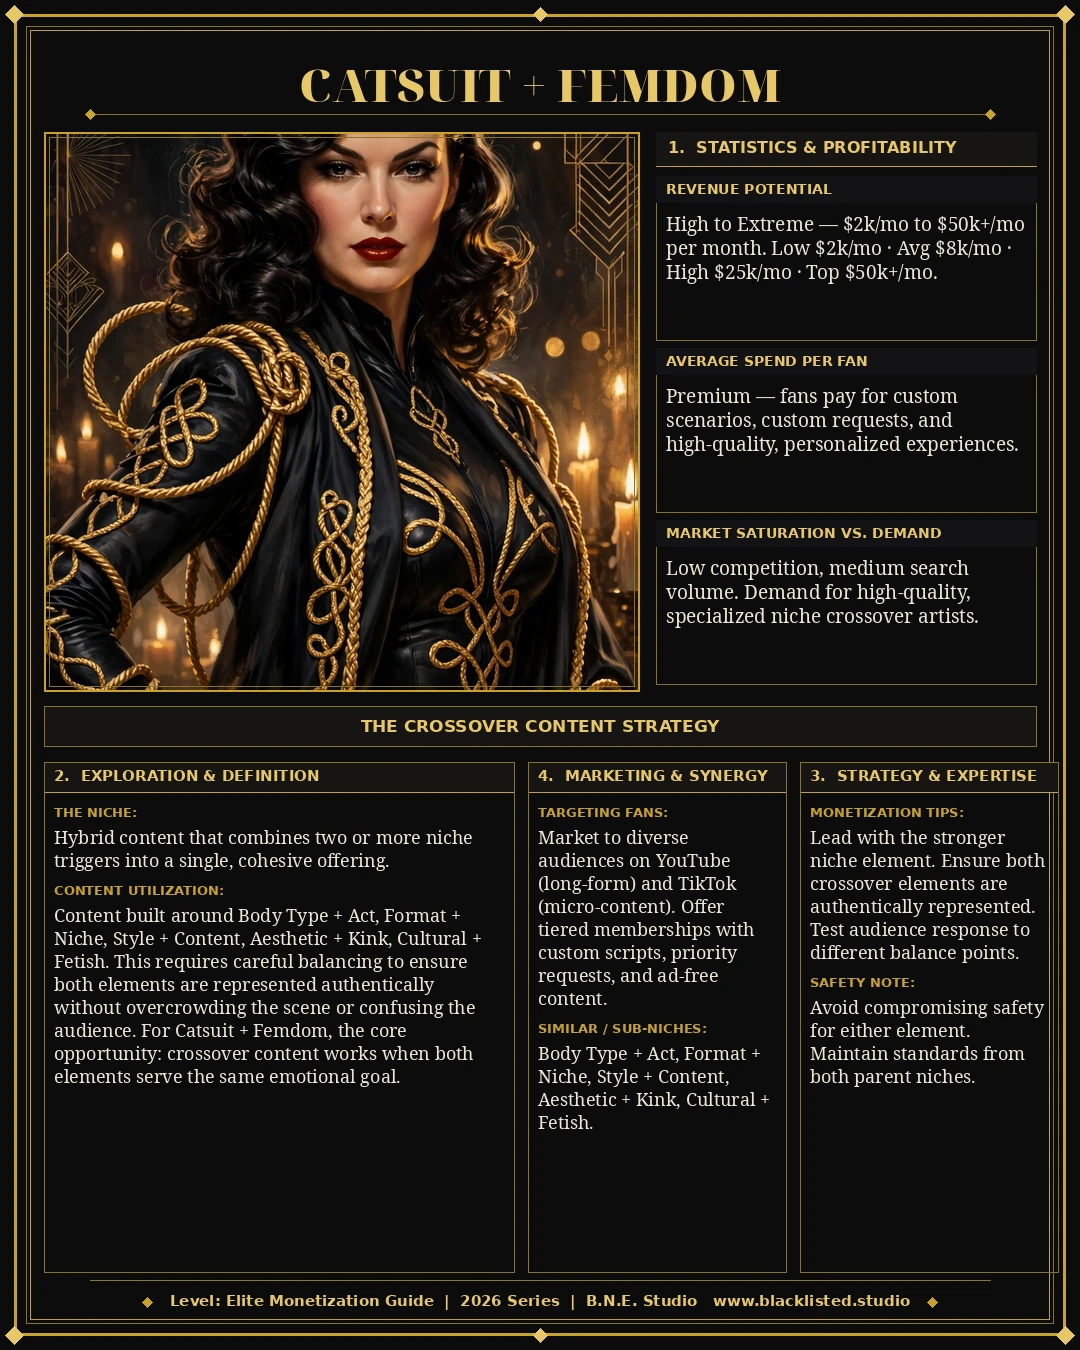 CATSUIT + FEMDOM
1. STATISTICS & PROFITABILITY
REVENUE POTENTIAL
High to Extreme — $2k/mo to $50k+/mo
per month. Low $2k/mo · Avg $8k/mo ·
High $25k/mo · Top $50k+/mo.
AVERAGE SPEND PER FAN
Premium — fans pay for custom
scenarios, custom requests, and
high-quality, personalized experiences.
MARKET SATURATION VS. DEMAND
Low competition, medium search
volume. Demand for high-quality,
specialized niche crossover artists.
THE CROSSOVER CONTENT STRATEGY
2. EXPLORATION & DEFINITION
THE NICHE:
Hybrid content that combines two or more niche
triggers into a single, cohesive offering.
CONTENT UTILIZATION:
Content built around Body Type + Act, Format +
Niche, Style + Content, Aesthetic + Kink, Cultural +
Fetish. This requires careful balancing to ensure
both elements are represented authentically
without overcrowding the scene or confusing the
audience. For Catsuit + Femdom, the core
opportunity: crossover content works when both
elements serve the same emotional goal.
4. MARKETING & SYNERGY
TARGETING FANS:
Market to diverse
audiences on YouTube
(long-form) and TikTok
(micro-content). Offer
tiered memberships with
custom scripts, priority
requests, and ad-free
content.
SIMILAR / SUB-NICHES:
Body Type + Act, Format +
Niche, Style + Content,
Aesthetic + Kink, Cultural +
Fetish.
3. STRATEGY & EXPERTISE
MONETIZATION TIPS:
Lead with the stronger
niche element. Ensure both
crossover elements are
authentically represented.
Test audience response to
different balance points.
SAFETY NOTE:
Avoid compromising safety
for either element.
Maintain standards from
both parent niches.
Level: Elite Monetization Guide | 2026 Series | B.N.E. Studio www.blacklisted.studio